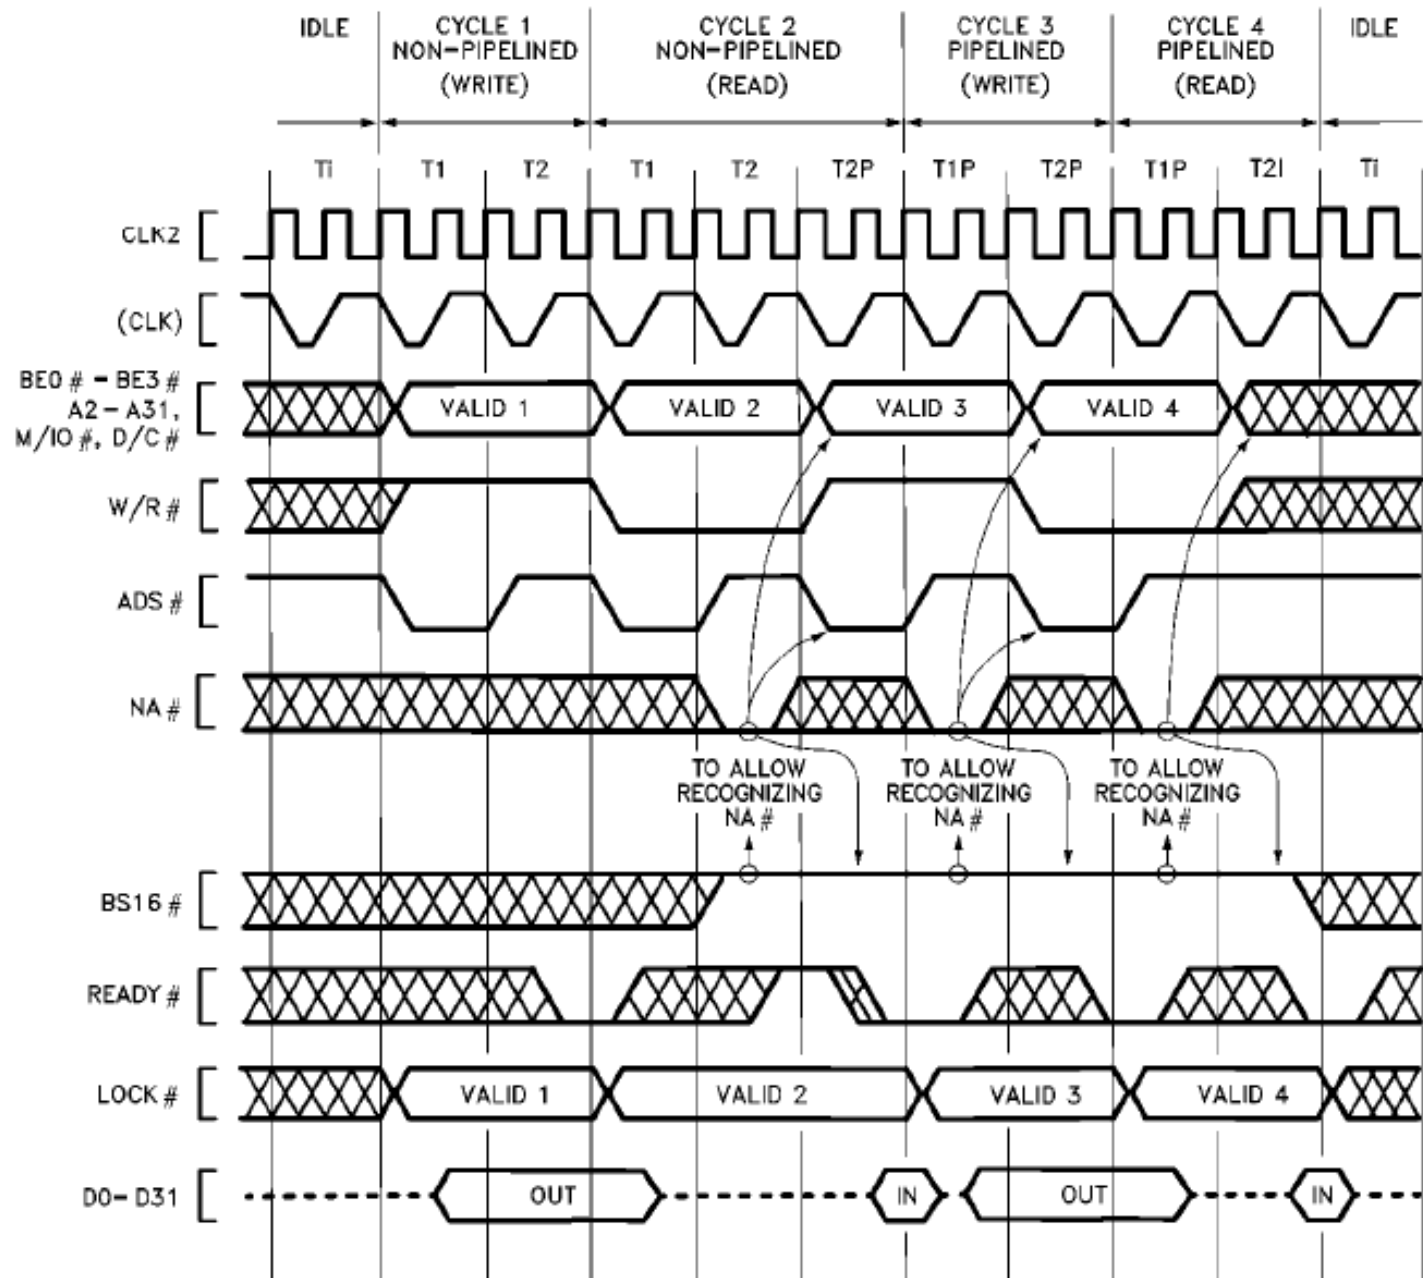 IDLE
CYCLE 1
NON-PIPELINED
(WRITE)
CYCLE 2
NON-PIPELINED
(READ)
CYCLE 3
PIPELINED
(WRITE)
CYCLE 4
PIPELINED
(READ)
IDLE
Ti T1 T2 T1 T2 T2P T1P T2P T1P T2I Ti
CLK2
(CLK)
BE0 # - BE3 #
A2 - A31,
M/IO #, D/C #
VALID 1 VALID 2 VALID 3 VALID 4
W/R #
ADS #
NA #
TO ALLOW
RECOGNIZING
NA #
TO ALLOW
RECOGNIZING
NA #
TO ALLOW
RECOGNIZING
NA #
BS16 #
READY #
LOCK # VALID 1 VALID 2 VALID 3 VALID 4
D0- D31 OUT IN OUT IN